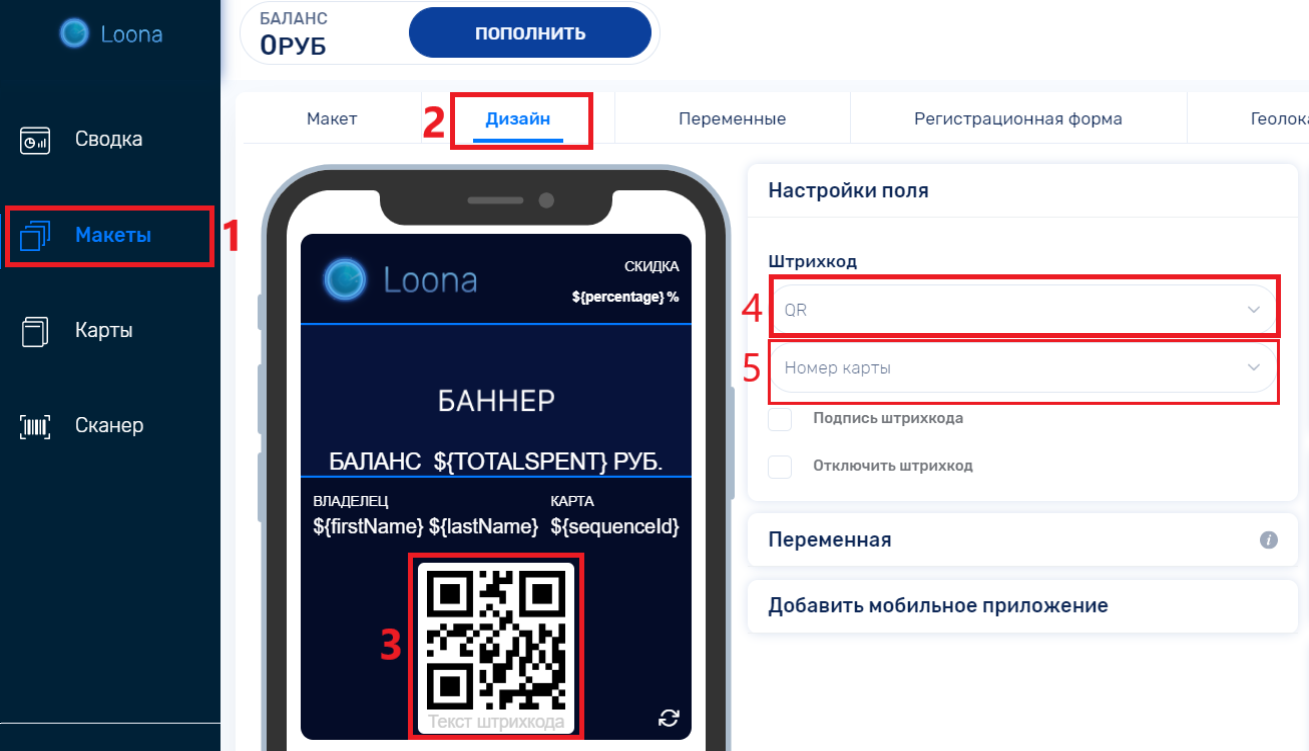 Loona
БАЛАНС
0РУБ
ПОПОЛНИТЬ
Сводка
1
Макеты
Карты
Сканер
Макет
2
Дизайн
Переменные
Регистрационная форма
Геолока
Loona
СКИДКА
${percentage} %
БАННЕР
БАЛАНС ${TOTALSPENT} РУБ.
ВЛАДЕЛЕЦ
КАРТА
${firstName} ${lastName}
${sequenceId}
3
Текст штрихкода
Настройки поля
Штрихкод
4
QR
5
Номер карты
Подпись штрихкода
Отключить штрихкод
Переменная
i
Добавить мобильное приложение